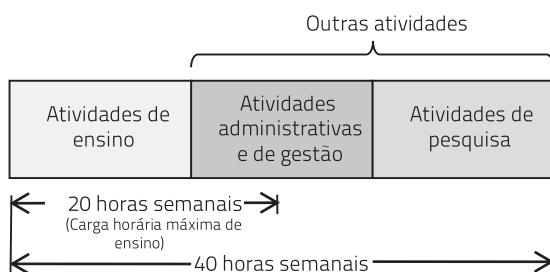 Outras atividades
Atividades de
ensino
Atividades
administrativas
e de gestão
Atividades de
pesquisa
20 horas semanais
(Carga horária máxima de
ensino)
40 horas semanais